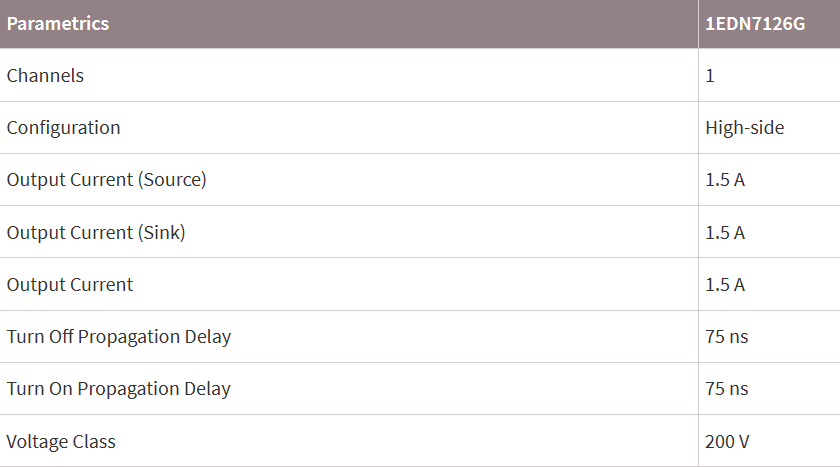 Parametrics 1EDN7126G
Channels 1
Configuration High-side
Output Current (Source) 1.5 A
Output Current (Sink) 1.5 A
Output Current 1.5 A
Turn Off Propagation Delay 75 ns
Turn On Propagation Delay 75 ns
Voltage Class 200 V